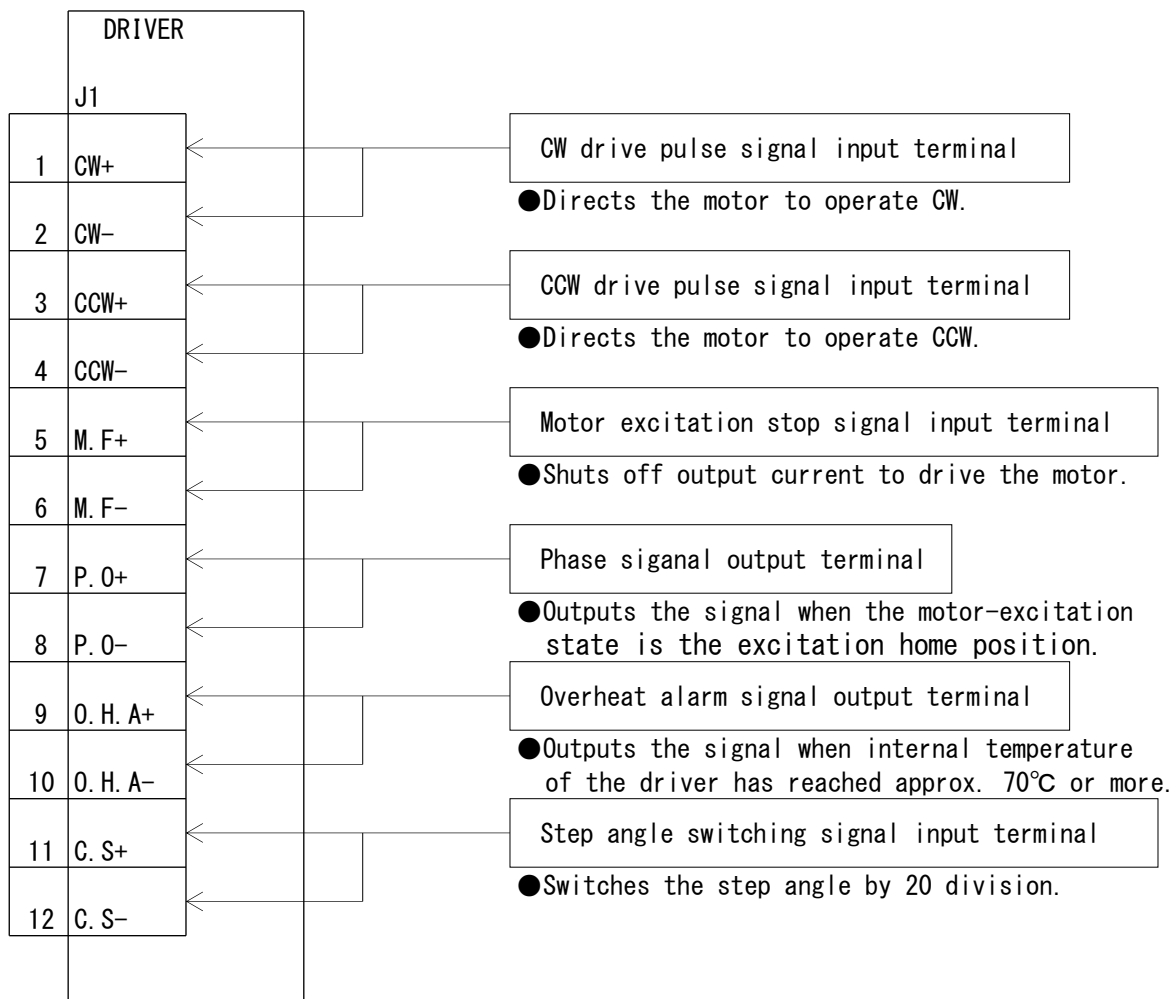 DRIVER
J1
1 CW+
CW drive pulse signal input terminal
●Directs the motor to operate CW.
2 CW-
3 CCW+
CCW drive pulse signal input terminal
●Directs the motor to operate CCW.
4 CCW-
5 M.F+
Motor excitation stop signal input terminal
●Shuts off output current to drive the motor.
6 M.F-
7 P.O+
Phase siganal output terminal
●Outputs the signal when the motor-excitation
state is the excitation home position.
8 P.O-
9 O.H.A+
Overheat alarm signal output terminal
●Outputs the signal when internal temperature
of the driver has reached approx. 70℃ or more.
10 O.H.A-
11 C.S+
Step angle switching signal input terminal
●Switches the step angle by 20 division.
12 C.S-